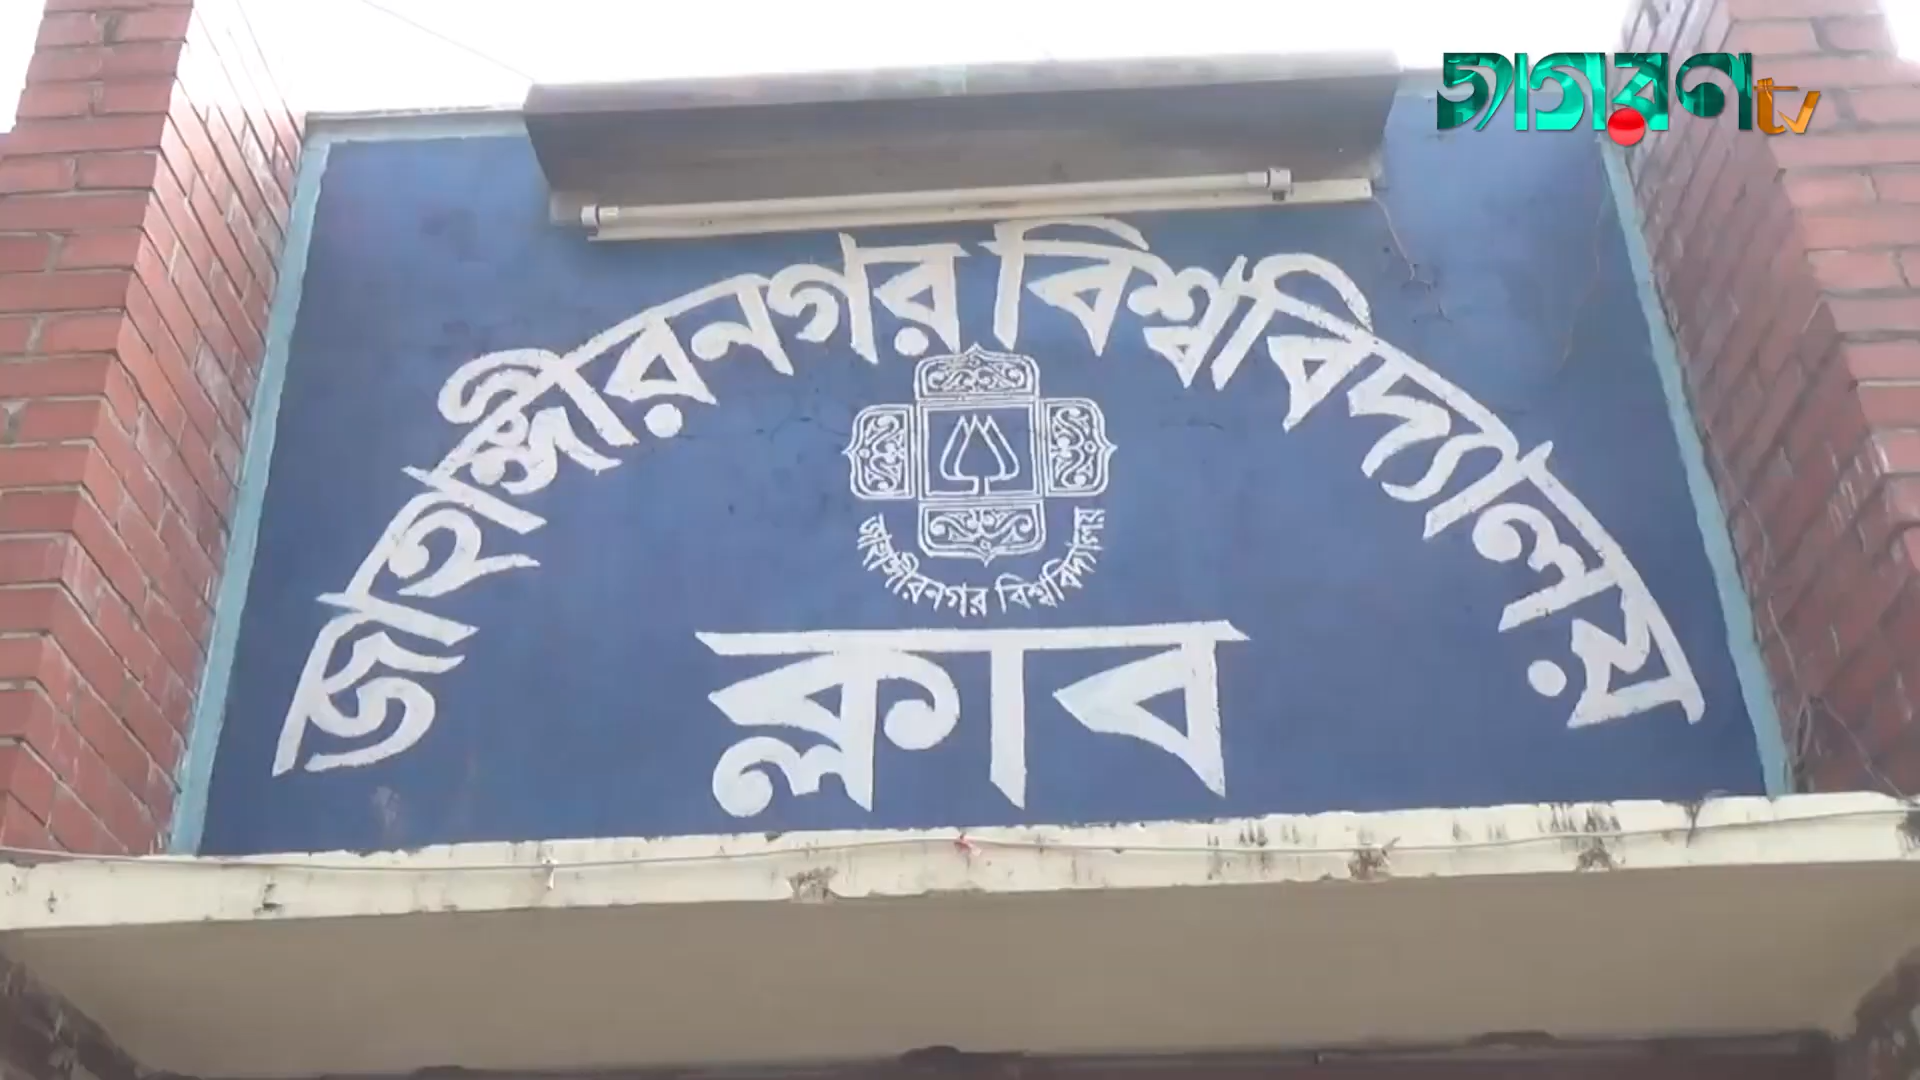 জাগরণ tv
জাহাঙ্গীরনগর বিশ্ববিদ্যালয়
জাহাঙ্গীরনগর বিশ্ববিদ্যালয়
ক্লাব